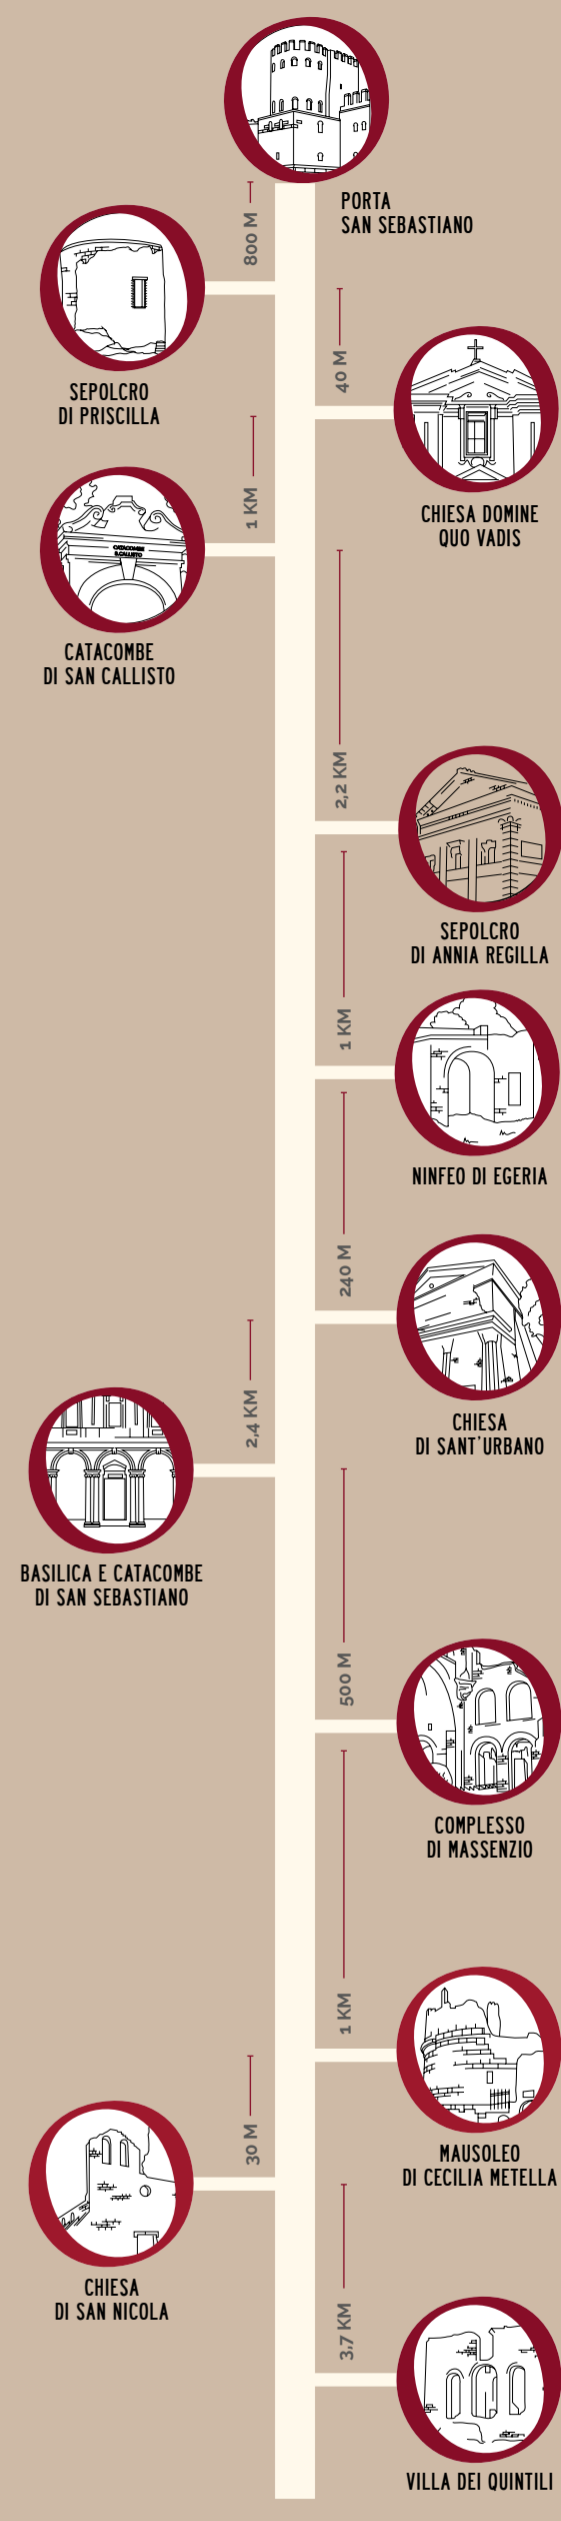 PORTA
SAN SEBASTIANO
800 M
SEPOLCRO
DI PRISCILLA
40 M
CHIESA DOMINE
QUO VADIS
1 KM
CATACOMBE
S.CALLISTO
CATACOMBE
DI SAN CALLISTO
2,2 KM
SEPOLCRO
DI ANNIA REGILLA
1 KM
NINFEO DI EGERIA
240 M
CHIESA
DI SANT'URBANO
2,4 KM
BASILICA E CATACOMBE
DI SAN SEBASTIANO
500 M
COMPLESSO
DI MASSENZIO
1 KM
MAUSOLEO
DI CECILIA METELLA
30 M
CHIESA
DI SAN NICOLA
3,7 KM
VILLA DEI QUINTILI